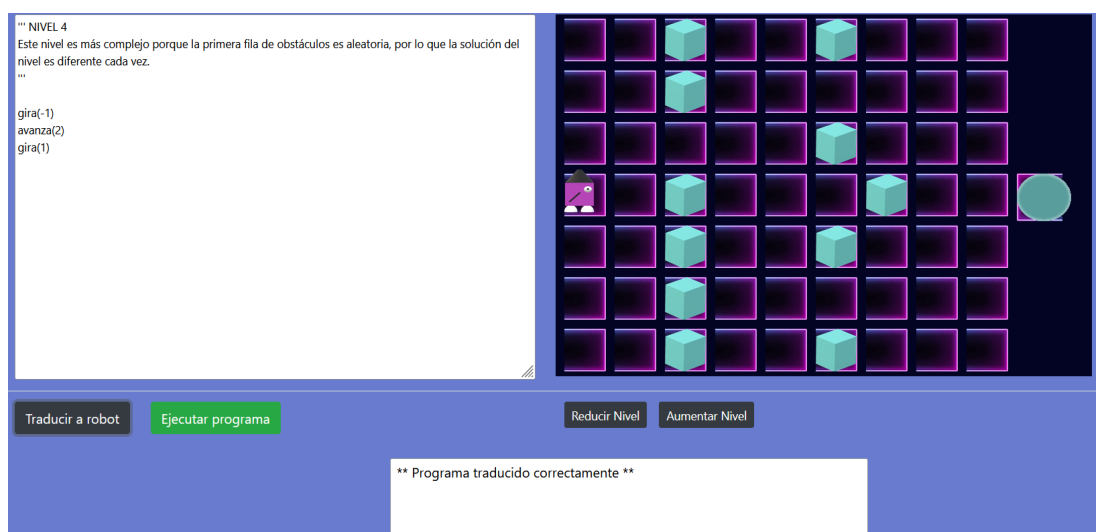 ''' NIVEL 4
Este nivel es más complejo porque la primera fila de obstáculos es aleatoria, por lo que la solución del
nivel es diferente cada vez.
'''
gira(-1)
avanza(2)
gira(1)
Traducir a robot
Ejecutar programa
Reducir Nivel
Aumentar Nivel
** Programa traducido correctamente **